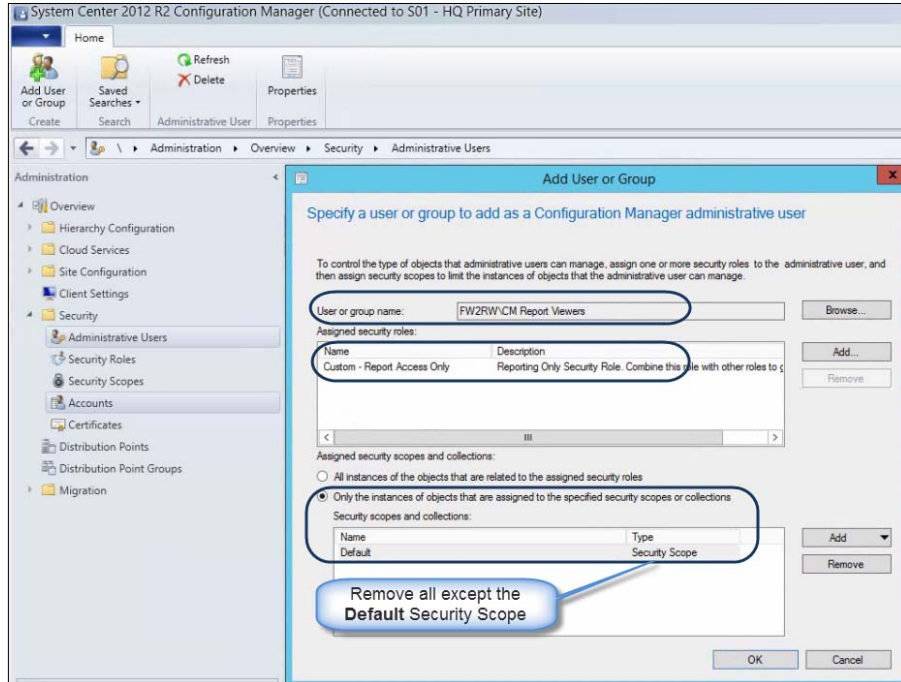 System Center 2012 R2 Configuration Manager (Connected to S01 - HQ Primary Site)
Home
Add User
or Group
Saved
Searches
Refresh
Delete
Properties
Create
Search
Administrative User
Properties
\ Administration Overview Security Administrative Users
Administration
Overview
Hierarchy Configuration
Cloud Services
Site Configuration
Client Settings
Security
Administrative Users
Security Roles
Security Scopes
Accounts
Certificates
Distribution Points
Distribution Point Groups
Migration
Add User or Group
x
Specify a user or group to add as a Configuration Manager administrative user
To control the type of objects that administrative users can manage, assign one or more security roles to the administrative user, and
then assign security scopes to limit the instances of objects that the administrative user can manage.
User or group name: FW2RW\CM Report Viewers Browse...
Assigned security roles:
Name Description
Custom - Report Access Only Reporting Only Security Role. Combine this role with other roles to g
Add...
Remove
Assigned security scopes and collections:
All instances of the objects that are related to the assigned security roles
Only the instances of objects that are assigned to the specified security scopes or collections
Security scopes and collections:
Name Type
Default Security Scope
Add
Remove
Remove all except the
Default Security Scope
OK Cancel